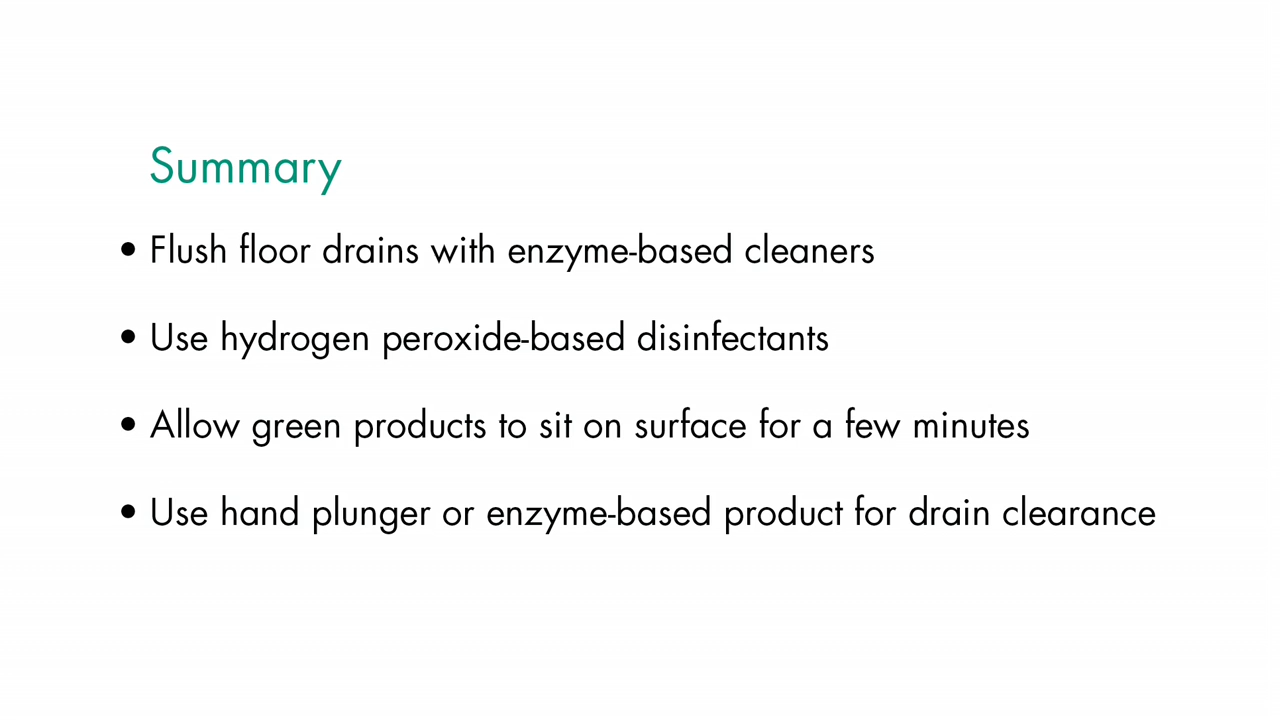 Summary
• Flush floor drains with enzyme-based cleaners
• Use hydrogen peroxide-based disinfectants
• Allow green products to sit on surface for a few minutes
• Use hand plunger or enzyme-based product for drain clearance